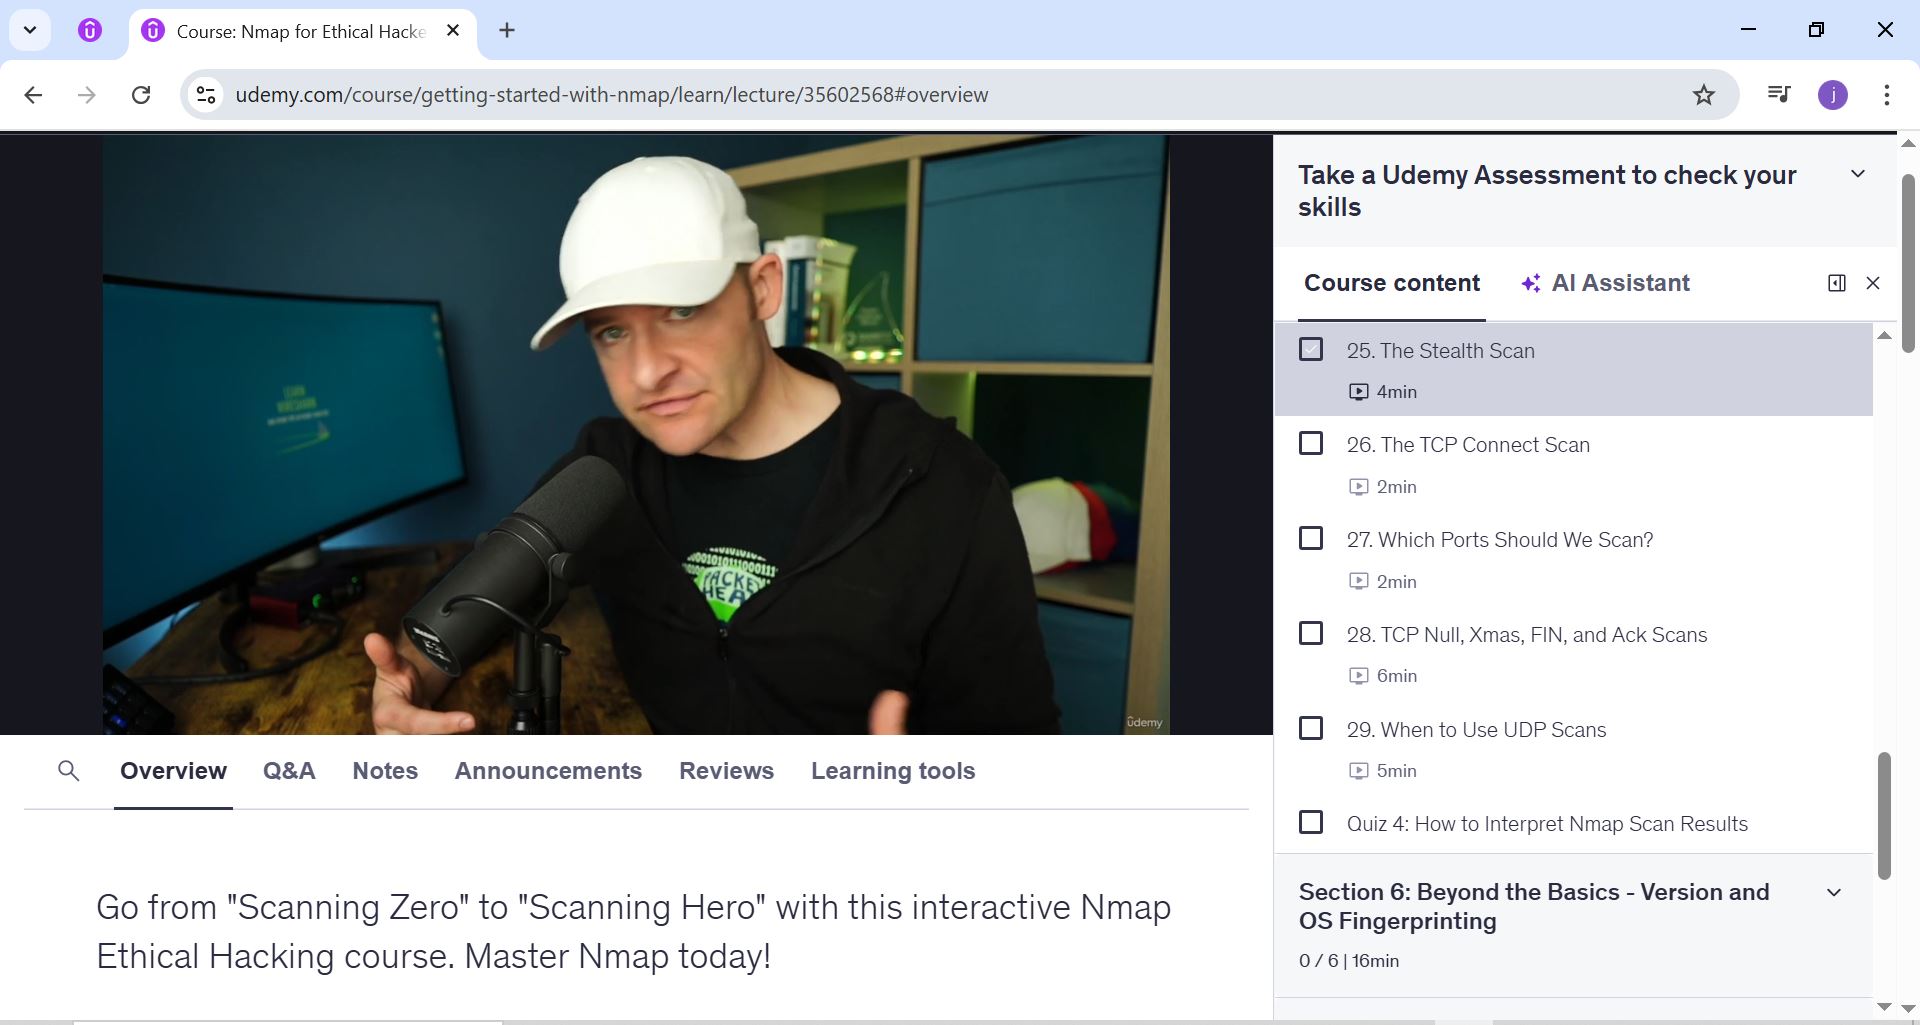 Course: Nmap for Ethical Hacke
udemy.com/course/getting-started-with-nmap/learn/lecture/35602568#overview
j
LEARN
WIRESHARK
HACKER
HEA
ûdemy
Take a Udemy Assessment to check your
skills
Course content
AI Assistant
25. The Stealth Scan
4min
26. The TCP Connect Scan
2min
27. Which Ports Should We Scan?
2min
28. TCP Null, Xmas, FIN, and Ack Scans
6min
29. When to Use UDP Scans
5min
Quiz 4: How to Interpret Nmap Scan Results
Section 6: Beyond the Basics - Version and
OS Fingerprinting
0 / 6 | 16min
Overview
Q&A
Notes
Announcements
Reviews
Learning tools
Go from "Scanning Zero" to "Scanning Hero" with this interactive Nmap
Ethical Hacking course. Master Nmap today!